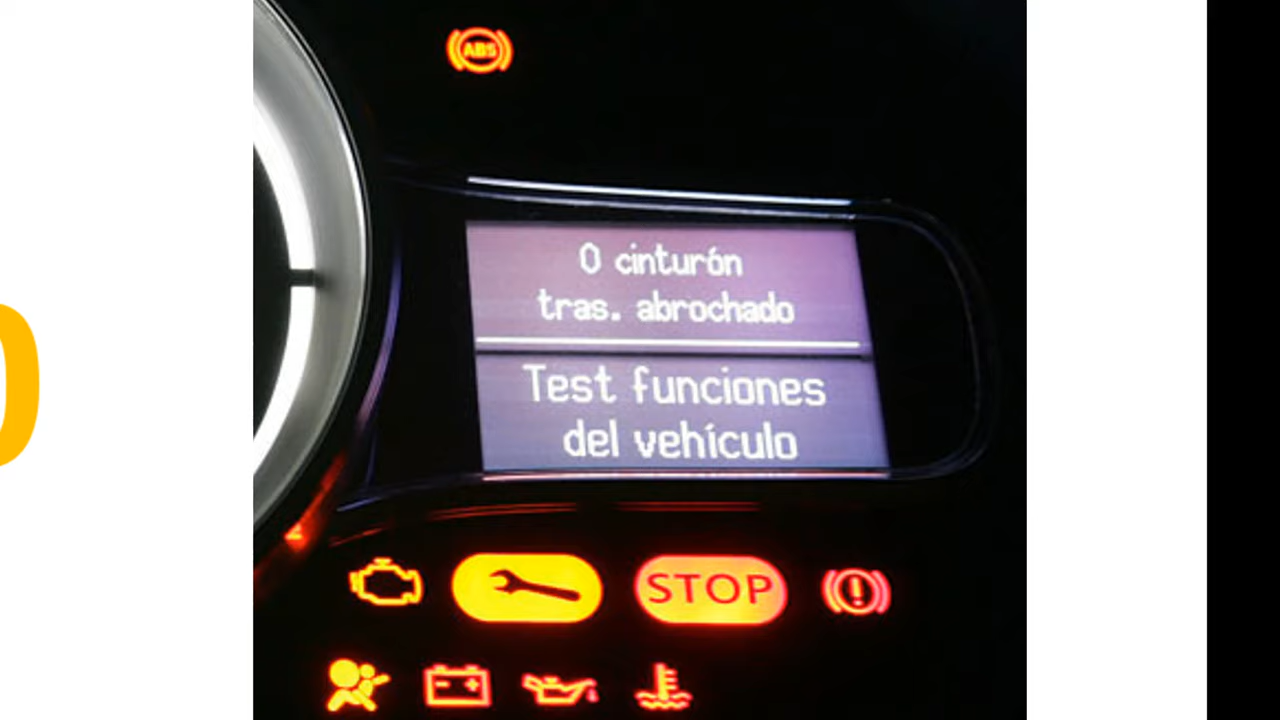 ABS
0 cinturón
tras. abrochado
Test funciones
del vehículo
STOP